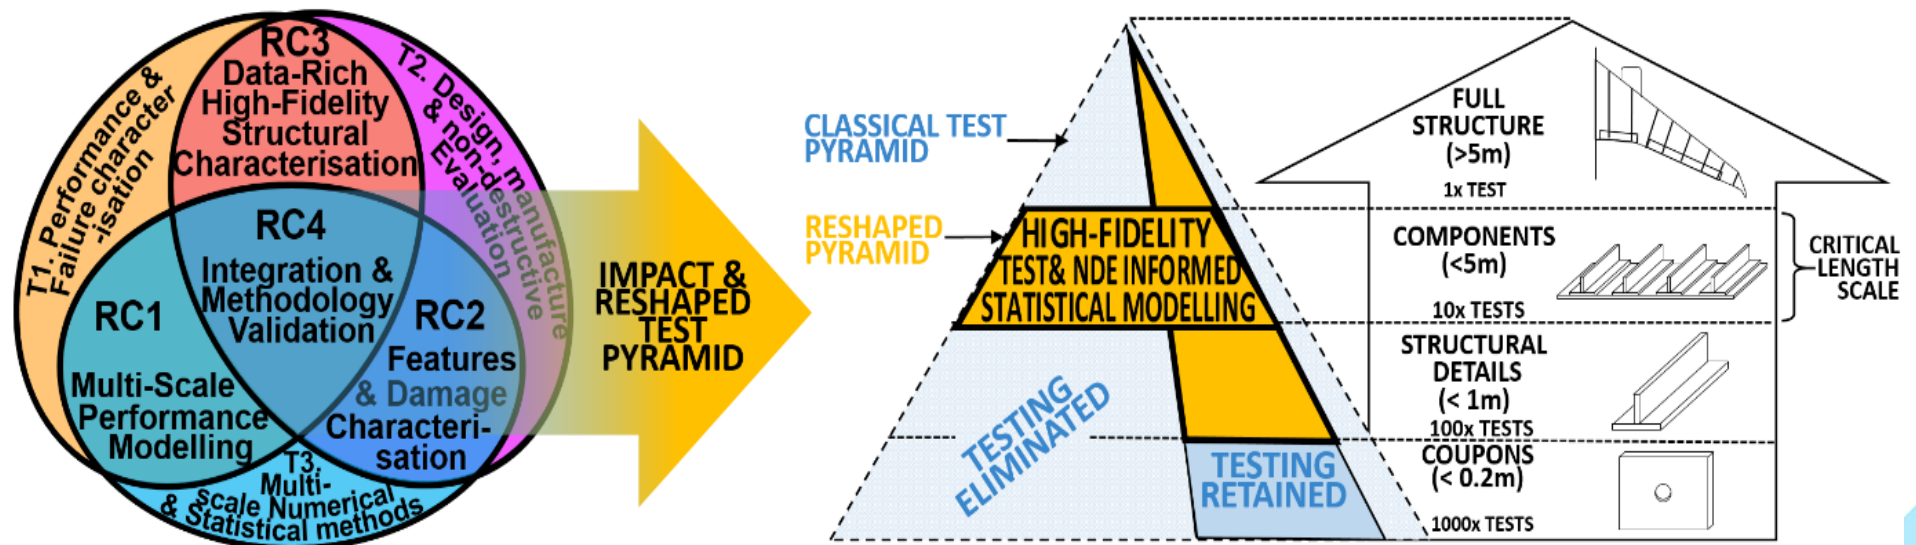 RC3
Data-Rich
High-Fidelity
Structural
Characterisation
T1. Performance &
Failure character
-isation
T2. Design, manufacture
& non-destructive
Evaluation
RC4
Integration &
Methodology
Validation
RC1
Multi-Scale
Performance
Modelling
RC2
Features
& Damage
Characteri-
sation
T3.
Multi-
scale Numerical
& Statistical methods
IMPACT &
RESHAPED
TEST
PYRAMID
CLASSICAL TEST
PYRAMID
RESHAPED
PYRAMID
HIGH-FIDELITY
TEST& NDE INFORMED
STATISTICAL MODELLING
TESTING
ELIMINATED
TESTING
RETAINED
FULL
STRUCTURE
(>5m)
1x TEST
COMPONENTS
(<5m)
10x TESTS
CRITICAL
LENGTH
SCALE
STRUCTURAL
DETAILS
(< 1m)
100x TESTS
COUPONS
(< 0.2m)
1000x TESTS